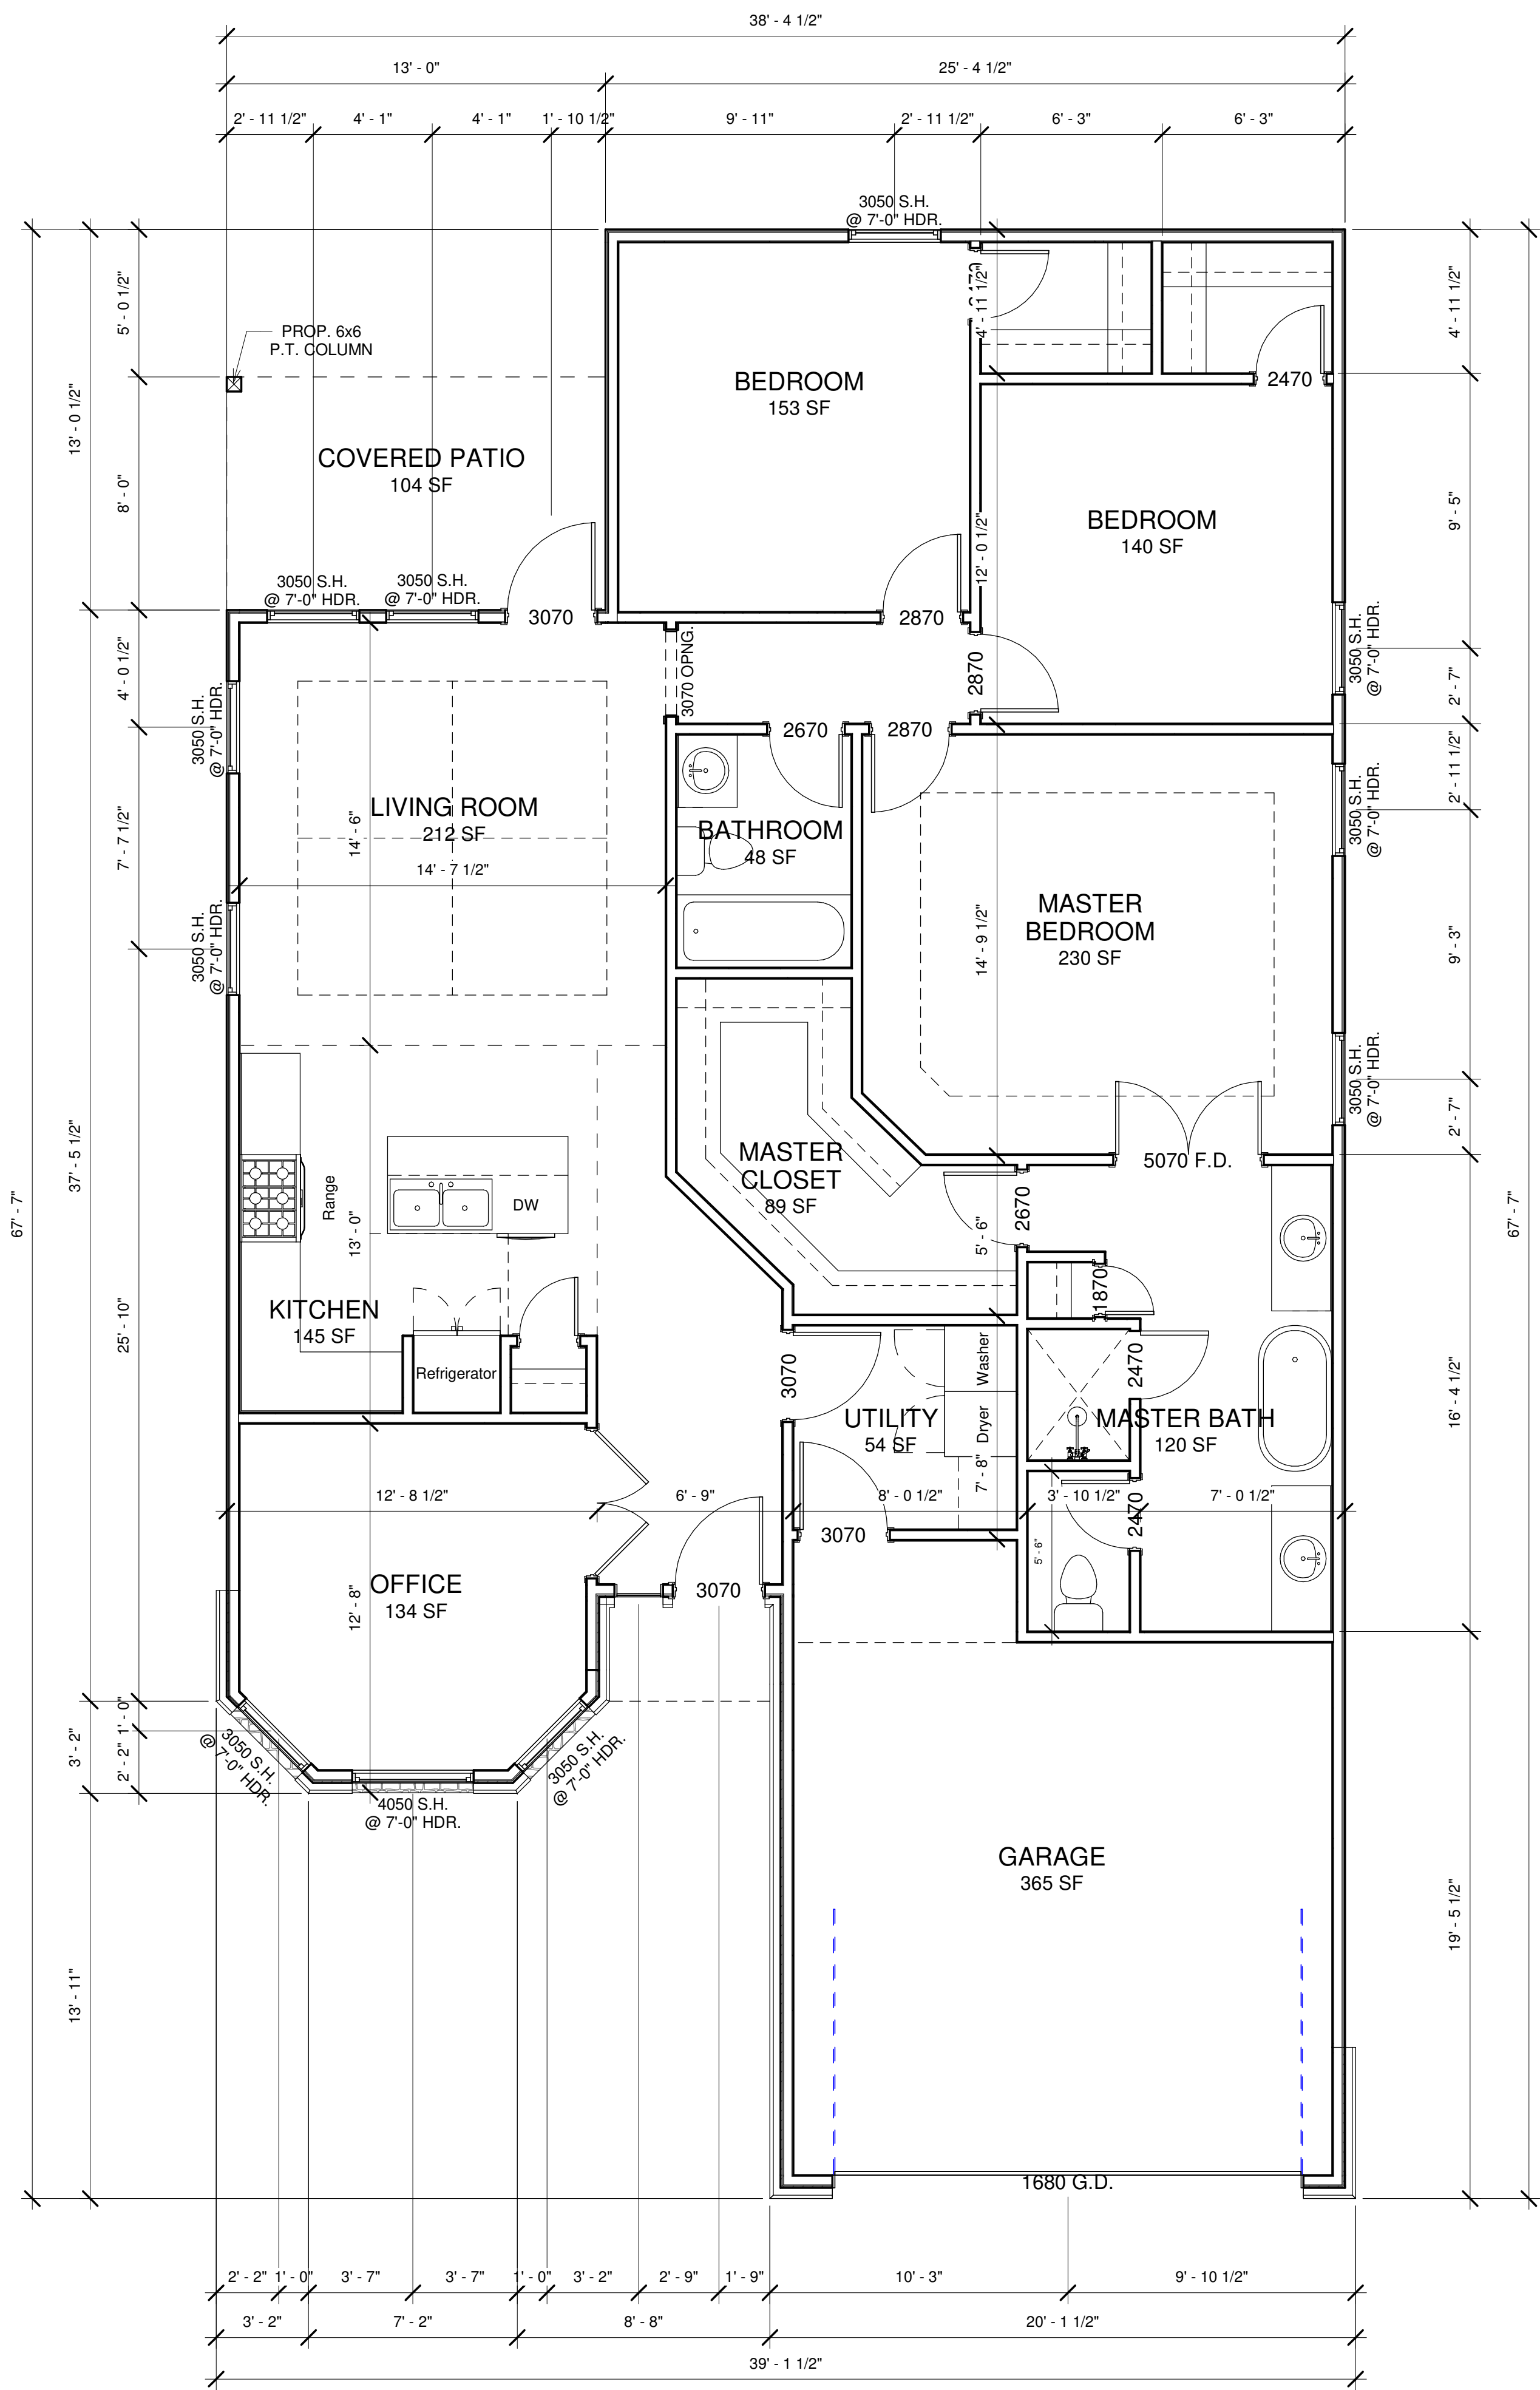 38' - 4 1/2"
13' - 0"
25' - 4 1/2"
2' - 11 1/2"
4' - 1"
4' - 1"
1' - 10 1/2"
9' - 11"
2' - 11 1/2"
6' - 3"
6' - 3"
3050 S.H.
@ 7'-0" HDR.
5' - 0 1/2"
13' - 0 1/2"
8' - 0"
PROP. 6x6
P.T. COLUMN
COVERED PATIO
104 SF
BEDROOM
153 SF
4' - 11 1/2"
2470
4' - 11 1/2"
BEDROOM
140 SF
12' - 0 1/2"
9' - 5"
3050 S.H.
@ 7'-0" HDR.
3050 S.H.
@ 7'-0" HDR.
3070
2870
3070 OPNG.
2870
3050 S.H.
@ 7'-0" HDR.
2' - 7"
4' - 0 1/2"
3050 S.H.
@ 7'-0" HDR.
2670
2870
2' - 11 1/2"
3050 S.H.
@ 7'-0" HDR.
LIVING ROOM
212 SF
14' - 6"
14' - 7 1/2"
7' - 7 1/2"
BATHROOM
48 SF
3050 S.H.
@ 7'-0" HDR.
MASTER
BEDROOM
230 SF
14' - 9 1/2"
9' - 3"
3050 S.H.
@ 7'-0" HDR.
2' - 7"
37' - 5 1/2"
67' - 7"
67' - 7"
5070 F.D.
MASTER
CLOSET
89 SF
2670
5' - 6"
Range
DW
13' - 0"
1870
KITCHEN
145 SF
25' - 10"
Refrigerator
3070
Washer
2470
UTILITY
54 SF
Dryer
MASTER BATH
120 SF
16' - 4 1/2"
7' - 8"
12' - 8 1/2"
6' - 9"
8' - 0 1/2"
3' - 10 1/2"
7' - 0 1/2"
3070
2470
5' - 6"
OFFICE
134 SF
12' - 8"
3070
1' - 0"
3' - 2"
2' - 2"
3050 S.H.
@ 7'-0" HDR.
3050 S.H.
@ 7'-0" HDR.
4050 S.H.
@ 7'-0" HDR.
GARAGE
365 SF
19' - 5 1/2"
13' - 11"
1680 G.D.
2' - 2"
1' - 0"
3' - 7"
3' - 7"
1' - 0"
3' - 2"
2' - 9"
1' - 9"
10' - 3"
9' - 10 1/2"
3' - 2"
7' - 2"
8' - 8"
20' - 1 1/2"
39' - 1 1/2"